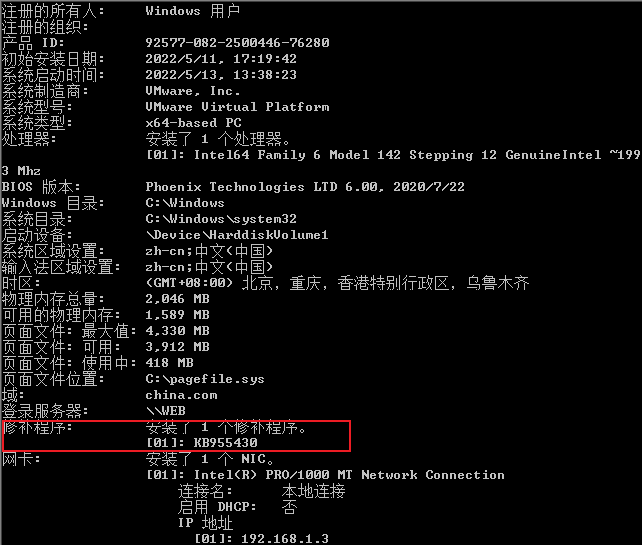 注册的所有人:     Windows 用户
注册的组织:
产品 ID:          92577-082-2500446-76280
初始安装日期:     2022/5/11, 17:19:42
系统启动时间:     2022/5/13, 13:38:23
系统制造商:       VMware, Inc.
系统型号:         VMware Virtual Platform
系统类型:         x64-based PC
处理器:           安装了 1 个处理器。
[01]: Intel64 Family 6 Model 142 Stepping 12 GenuineIntel ~199
3 Mhz
BIOS 版本:        Phoenix Technologies LTD 6.00, 2020/7/22
Windows 目录:     C:\Windows
系统目录:         C:\Windows\system32
启动设备:         \Device\HarddiskVolume1
系统区域设置:     zh-cn;中文(中国)
输入法区域设置:   zh-cn;中文(中国)
时区:             (GMT+08:00) 北京，重庆，香港特别行政区，乌鲁木齐
物理内存总量:     2,046 MB
可用的物理内存:   1,589 MB
页面文件: 最大值: 4,330 MB
页面文件: 可用:   3,912 MB
页面文件: 使用中: 418 MB
页面文件位置:     C:\pagefile.sys
域:               china.com
登录服务器:       \\WEB
修补程序:         安装了 1 个修补程序。
[01]: KB955430
网卡:             安装了 1 个 NIC。
[01]: Intel(R) PRO/1000 MT Network Connection
连接名:      本地连接
启用 DHCP:   否
IP 地址
[01]: 192.168.1.3